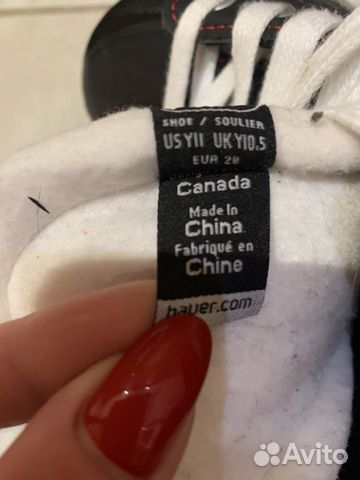 SHOE / SOULIER
US Y11 UK Y10.5
EUR 28
Canada
Made in
China
Fabriqué en
Chine
bauer.com
Avito